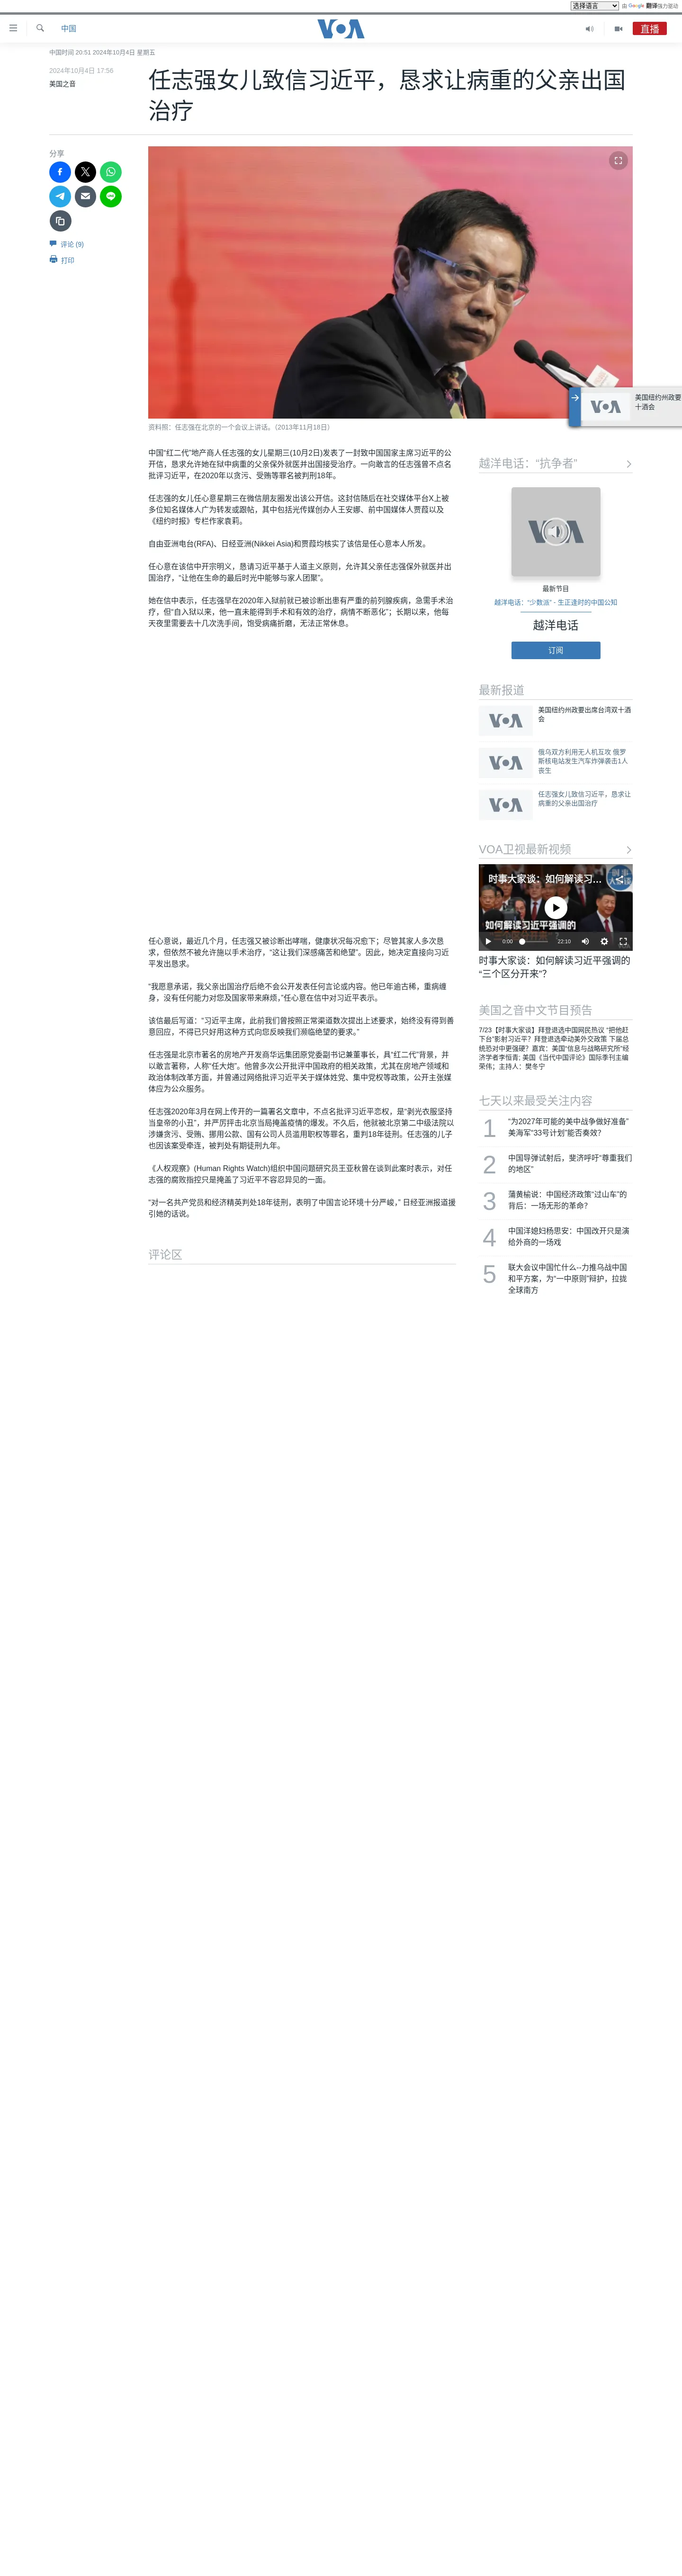 选择语言
由 Google 翻译强力驱动
中国
VOA
直播
中国时间 20:51 2024年10月4日 星期五
2024年10月4日 17:56
美国之音
任志强女儿致信习近平，恳求让病重的父亲出国
治疗
分享
评论 (9)
打印
资料照：任志强在北京的一个会议上讲话。（2013年11月18日）
美国纽约州政要
十酒会
中国“红二代”地产商人任志强的女儿星期三(10月2日)发表了一封致中国国家主席习近平的公
开信，恳求允许她在狱中病重的父亲保外就医并出国接受治疗。一向敢言的任志强曾不点名
批评习近平，在2020年以贪污、受贿等罪名被判刑18年。
任志强的女儿任心意星期三在微信朋友圈发出该公开信。这封信随后在社交媒体平台X上被
多位知名媒体人广为转发或跟帖，其中包括光传媒创办人王安娜、前中国媒体人贾葭以及
《纽约时报》专栏作家袁莉。
自由亚洲电台(RFA)、日经亚洲(Nikkei Asia)和贾葭均核实了该信是任心意本人所发。
任心意在该信中开宗明义，恳请习近平基于人道主义原则，允许其父亲任志强保外就医并出
国治疗，“让他在生命的最后时光中能够与家人团聚”。
她在信中表示，任志强早在2020年入狱前就已被诊断出患有严重的前列腺疾病，急需手术治
疗，但“自入狱以来，他一直未能得到手术和有效的治疗，病情不断恶化”；长期以来，他每
天夜里需要去十几次洗手间，饱受病痛折磨，无法正常休息。
任心意说，最近几个月，任志强又被诊断出哮喘，健康状况每况愈下；尽管其家人多次恳
求，但依然不被允许施以手术治疗，“这让我们深感痛苦和绝望”。因此，她决定直接向习近
平发出恳求。
“我愿意承诺，我父亲出国治疗后绝不会公开发表任何言论或内容。他已年逾古稀，重病缠
身，没有任何能力对您及国家带来麻烦，”任心意在信中对习近平表示。
该信最后写道：“习近平主席，此前我们曾按照正常渠道数次提出上述要求，始终没有得到善
意回应，不得已只好用这种方式向您反映我们濒临绝望的要求。”
任志强是北京市著名的房地产开发商华远集团原党委副书记兼董事长，具“红二代”背景，并
以敢言著称，人称“任大炮”。他曾多次公开批评中国政府的相关政策，尤其在房地产领域和
政治体制改革方面，并曾通过网络批评习近平关于媒体姓党、集中党权等政策，公开主张媒
体应为公众服务。
任志强2020年3月在网上传开的一篇署名文章中，不点名批评习近平恋权，是“剥光衣服坚持
当皇帝的小丑”，并严厉抨击北京当局掩盖疫情的爆发。不久后，他就被北京第二中级法院以
涉嫌贪污、受贿、挪用公款、国有公司人员滥用职权等罪名，重判18年徒刑。任志强的儿子
也因该案受牵连，被判处有期徒刑九年。
《人权观察》(Human Rights Watch)组织中国问题研究员王亚秋曾在谈到此案时表示，对任
志强的腐败指控只是掩盖了习近平不容忍异见的一面。
“对一名共产党员和经济精英判处18年徒刑，表明了中国言论环境十分严峻，” 日经亚洲报道援
引她的话说。
评论区
越洋电话：“抗争者”
VOA
最新节目
越洋电话：“少数派” - 生正逢时的中国公知
越洋电话
订阅
最新报道
VOA
美国纽约州政要出席台湾双十酒
会
VOA
俄乌双方利用无人机互攻 俄罗
斯核电站发生汽车炸弹袭击1人
丧生
VOA
任志强女儿致信习近平，恳求让
病重的父亲出国治疗
VOA卫视最新视频
时事大家谈：如何解读习…
如何解读习近平强调的
0:00
22:10
时事大家谈：如何解读习近平强调的
“三个区分开来”？
美国之音中文节目预告
7/23【时事大家谈】拜登退选中国网民热议 “把他赶
下台”影射习近平？拜登退选牵动美外交政策 下届总
统恐对中更强硬？嘉宾：美国“信息与战略研究所”经
济学者李恒青; 美国《当代中国评论》国际季刊主编
荣伟；主持人：樊冬宁
七天以来最受关注内容
1
“为2027年可能的美中战争做好准备”
美海军“33号计划”能否奏效？
2
中国导弹试射后，斐济呼吁“尊重我们
的地区”
3
蒲黄榆说：中国经济政策“过山车”的
背后：一场无形的革命？
4
中国洋媳妇杨思安：中国改开只是演
给外商的一场戏
5
联大会议中国忙什么--力推乌战中国
和平方案，为“一中原则”辩护，拉拢
全球南方